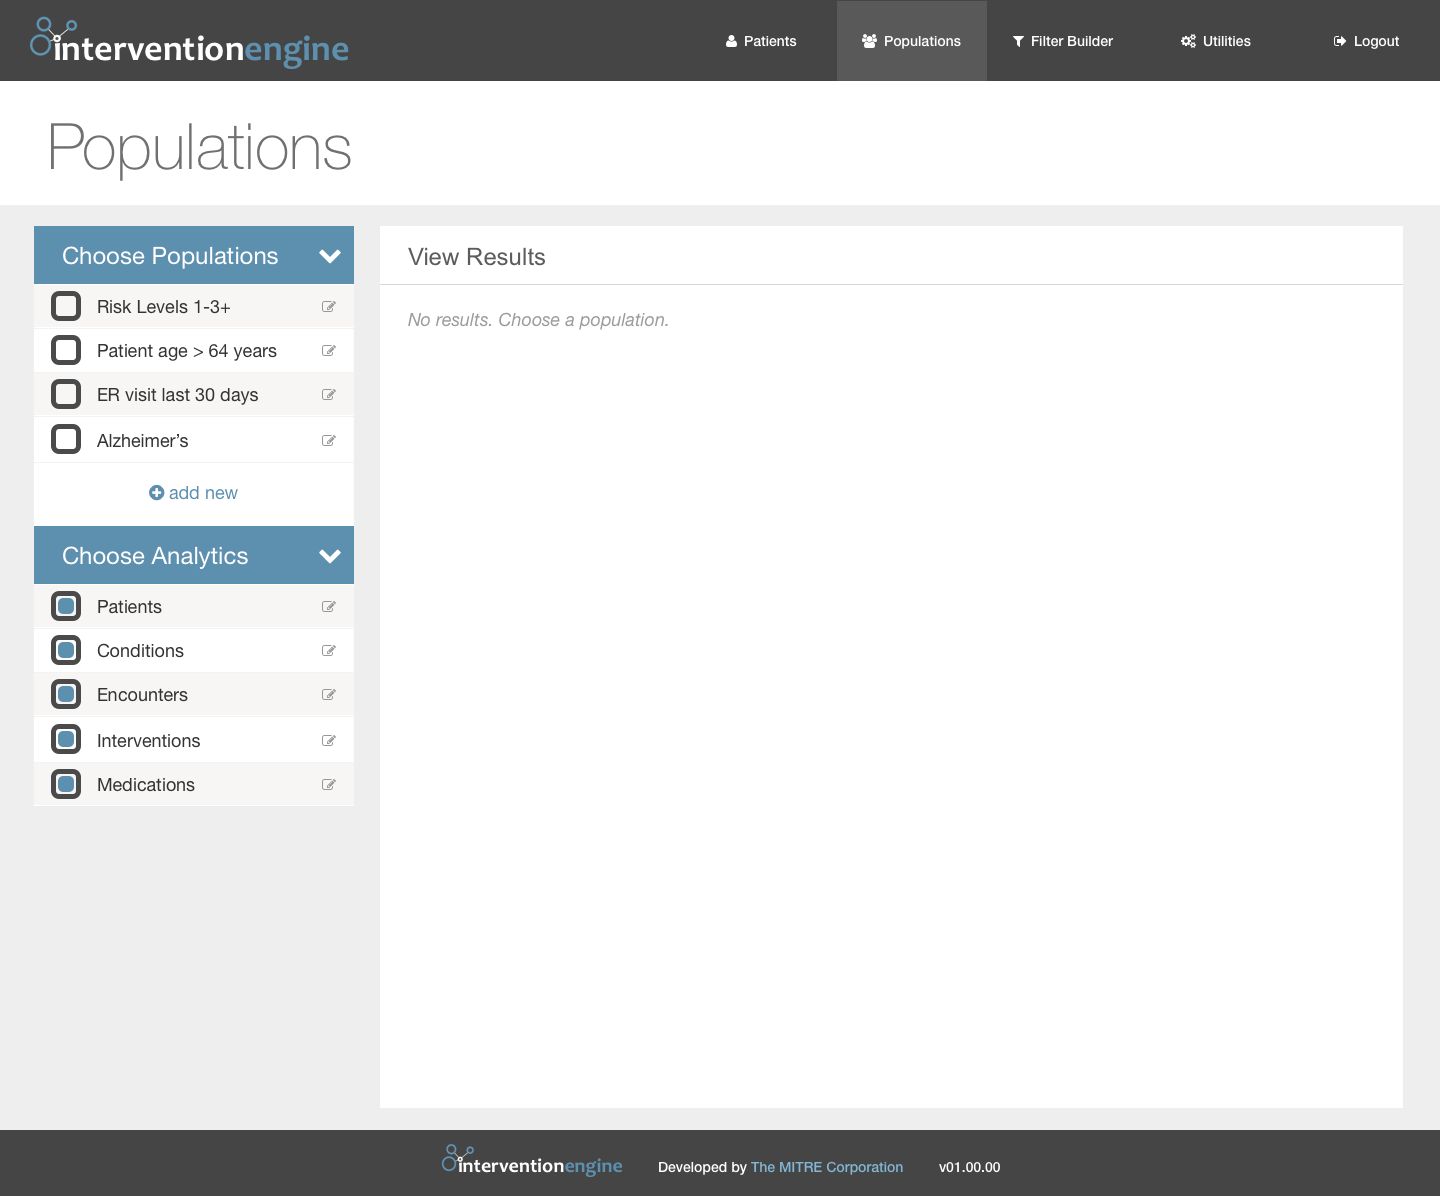 interventionengine
Patients
Populations
Filter Builder
Utilities
Logout
Populations
Choose Populations
Risk Levels 1-3+
Patient age > 64 years
ER visit last 30 days
Alzheimer’s
add new
Choose Analytics
Patients
Conditions
Encounters
Interventions
Medications
View Results
No results. Choose a population.
interventionengine
Developed by The MITRE Corporation
v01.00.00